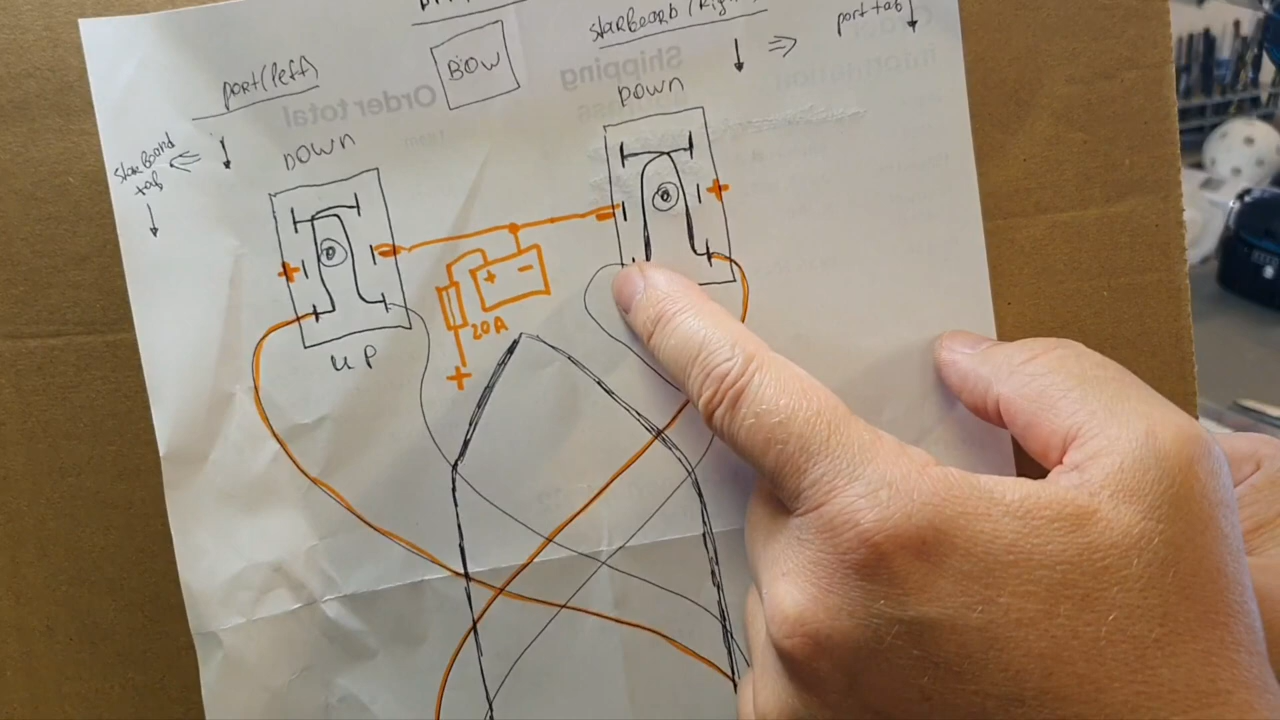 starBoard (Right)
port tab
BOW
port(left)
DOWN
DOWN
starBoard
tab
+
+
+
-
20A
+
UP
Shipping
Order total